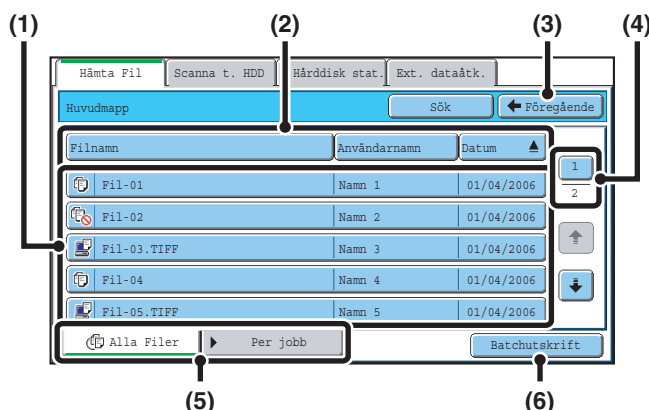 (1) (2) (3) (4)
Hämta Fil Scanna t. HDD Hårddisk stat. Ext. dataåtk.
Huvudmapp Sök Föregående
Filnamn Användarnamn Datum
1
2
Fil-01 Namn 1 01/04/2006
Fil-02 Namn 2 01/04/2006
Fil-03.TIFF Namn 3 01/04/2006
Fil-04 Namn 4 01/04/2006
Fil-05.TIFF Namn 5 01/04/2006
Alla Filer Per jobb Batchutskrift
(5) (6)